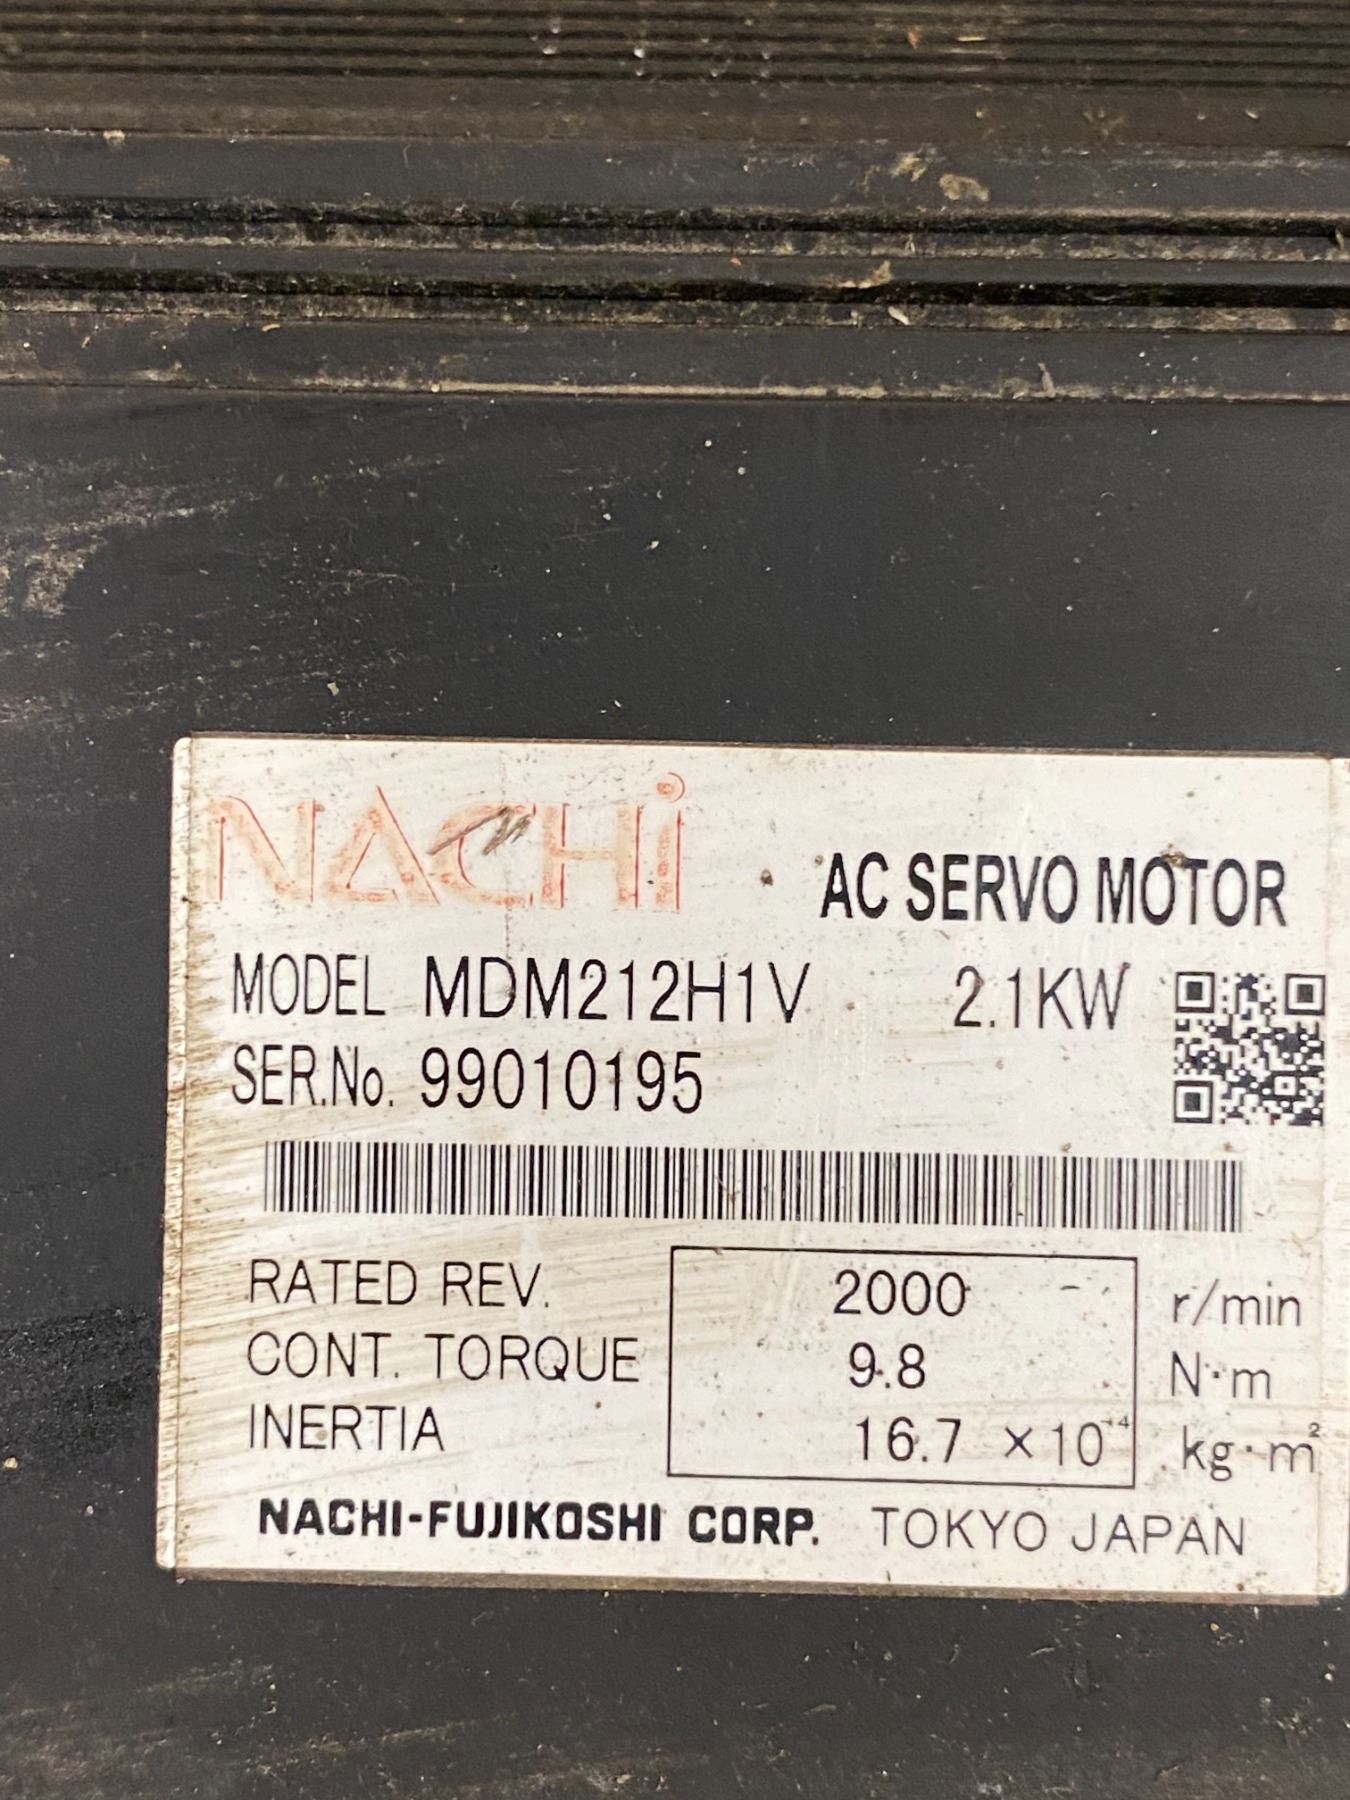 NACHi
AC SERVO MOTOR
MODEL MDM212H1V 2.1KW
SER.No. 99010195
RATED REV. 2000 r/min
CONT. TORQUE 9.8 N·m
INERTIA 16.7 ×10⁻⁴ kg·m²
NACHI-FUJIKOSHI CORP. TOKYO JAPAN